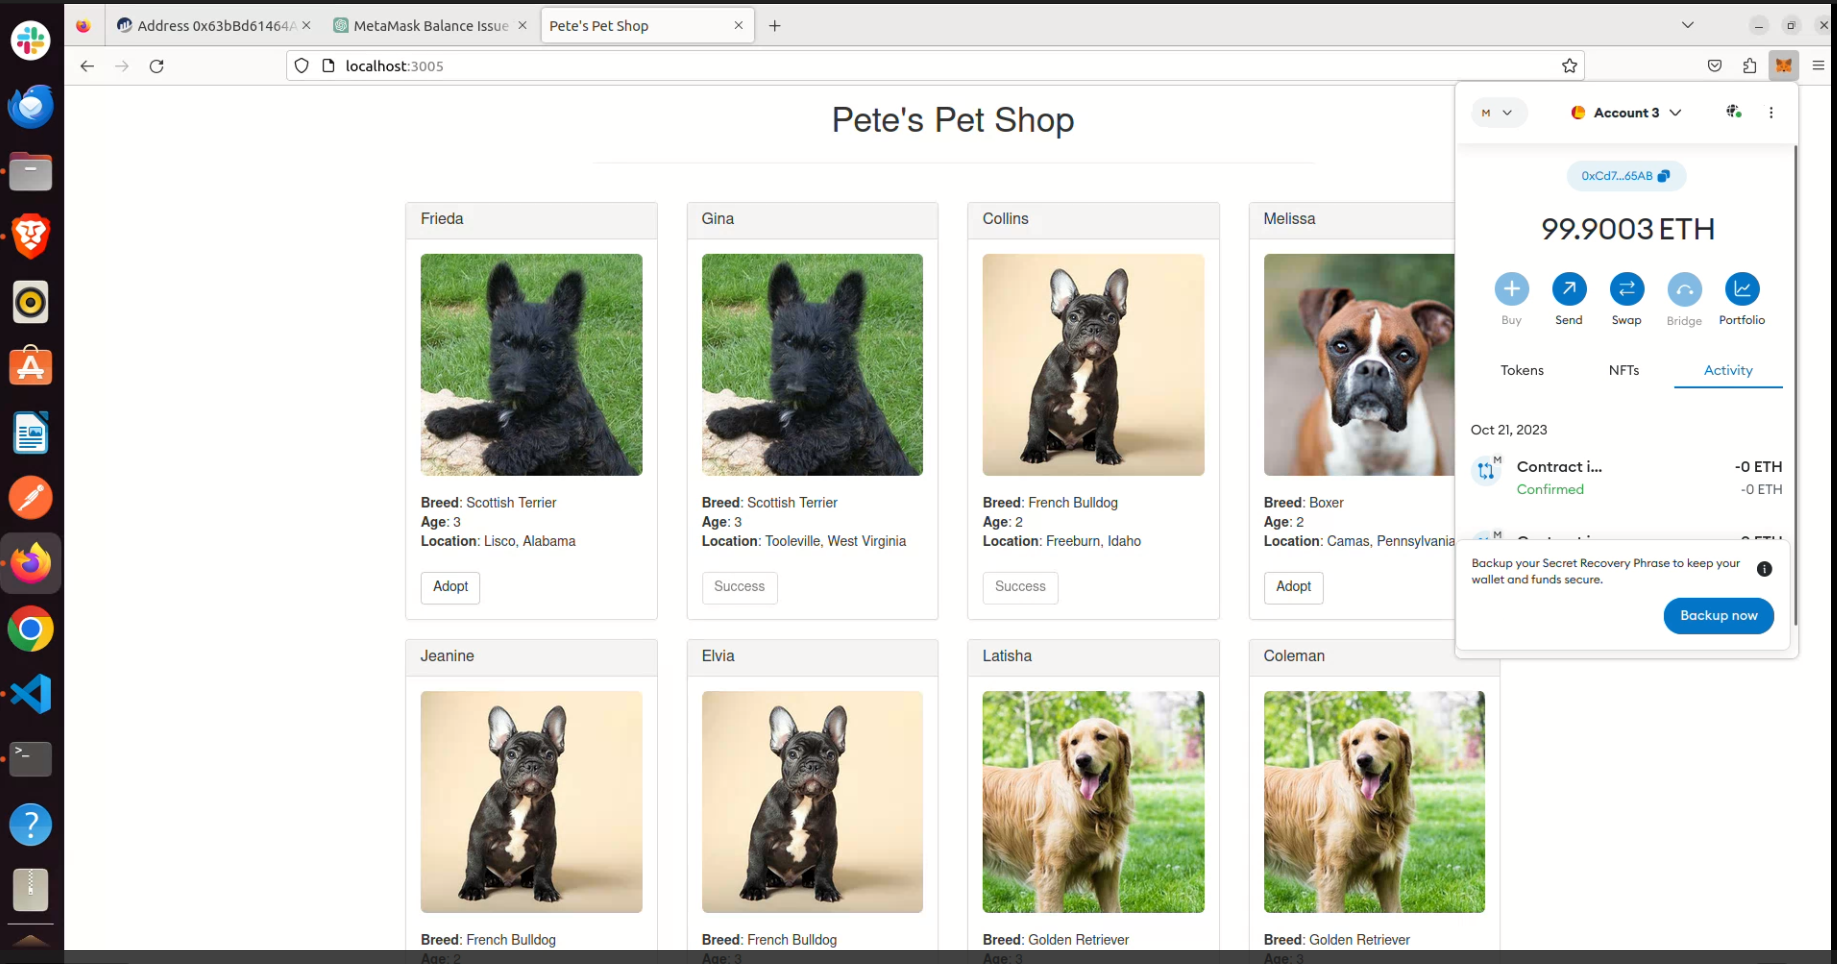 Address 0x63bBd61464A
MetaMask Balance Issue
Pete's Pet Shop
localhost:3005
Pete's Pet Shop
Frieda
Breed: Scottish Terrier
Age: 3
Location: Lisco, Alabama
Adopt
Gina
Breed: Scottish Terrier
Age: 3
Location: Tooleville, West Virginia
Success
Collins
Breed: French Bulldog
Age: 2
Location: Freeburn, Idaho
Success
Melissa
Breed: Boxer
Age: 2
Location: Camas, Pennsylvania
Adopt
Jeanine
Breed: French Bulldog
Age: 2
Elvia
Breed: French Bulldog
Age: 3
Latisha
Breed: Golden Retriever
Age: 3
Coleman
Breed: Golden Retriever
Age: 3
M
Account 3
0xCd7...65AB
99.9003 ETH
Buy
Send
Swap
Bridge
Portfolio
Tokens
NFTs
Activity
Oct 21, 2023
M
Contract i...
-0 ETH
Confirmed
-0 ETH
M
Backup your Secret Recovery Phrase to keep your
wallet and funds secure.
Backup now